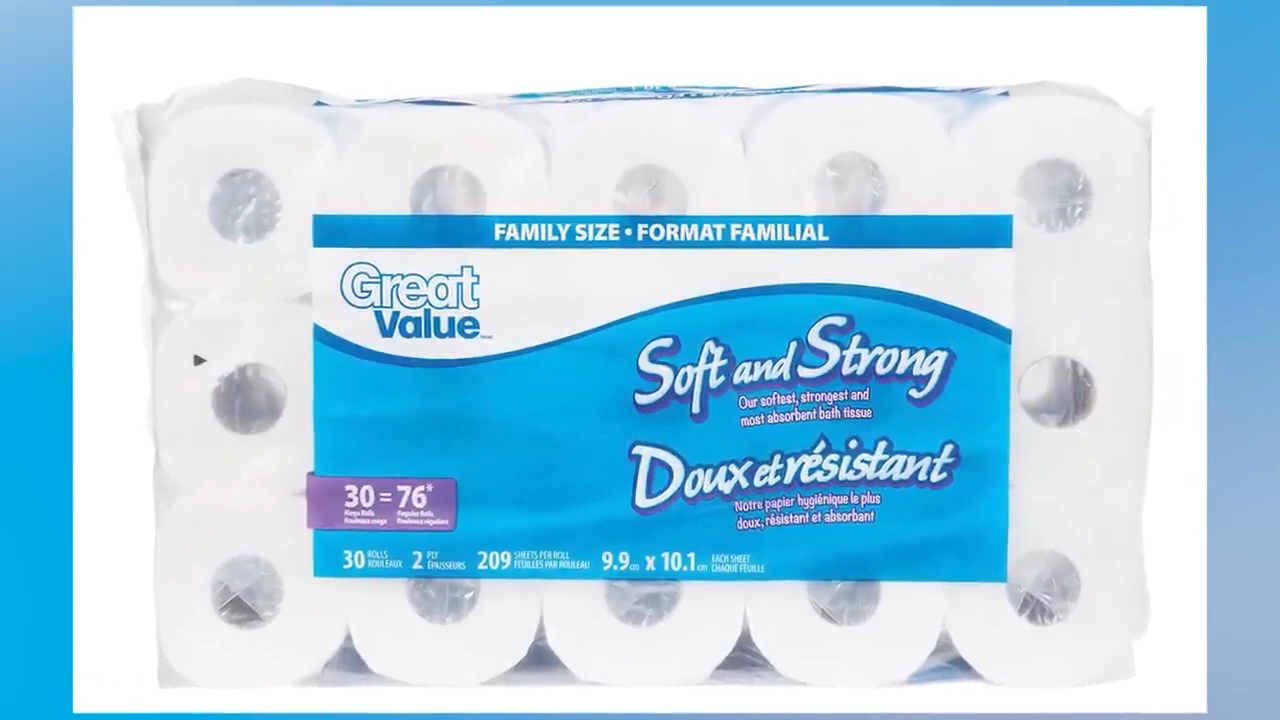 FAMILY SIZE • FORMAT FAMILIAL
Great
Value
Soft and Strong
Our softest, strongest and
most absorbent bath tissue
Doux et résistant
Notre papier hygiénique le plus
doux, résistant et absorbant
30 = 76*
Mega Rolls Regular Rolls
Rouleaux mega Rouleaux réguliers
30 ROLLS ROULEAUX 2 PLY ÉPAISSEURS 209 SHEETS PER ROLL FEUILLES PAR ROULEAU 9.9 cm x 10.1 cm EACH SHEET CHAQUE FEUILLE